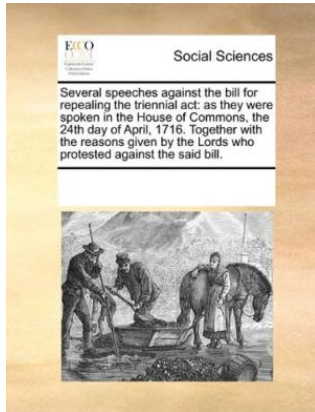 ECCO
Social Sciences
Several speeches against the bill for
repealing the triennial act: as they were
spoken in the House of Commons, the
24th day of April, 1716. Together with
the reasons given by the Lords who
protested against the said bill.